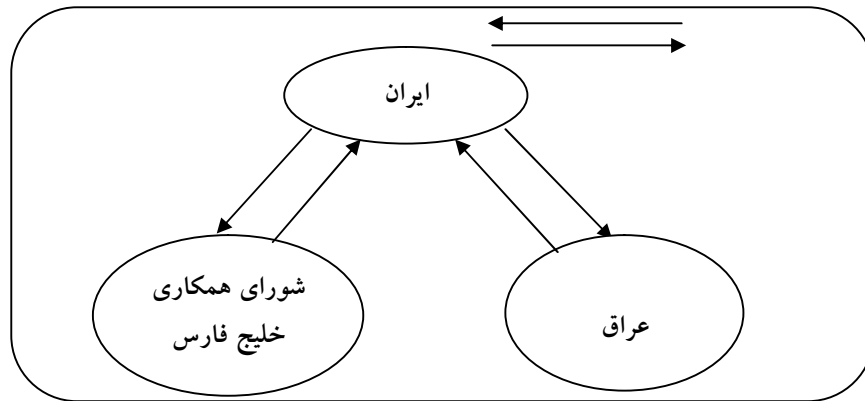 ایران
شورای همکاری
خلیج فارس
عراق